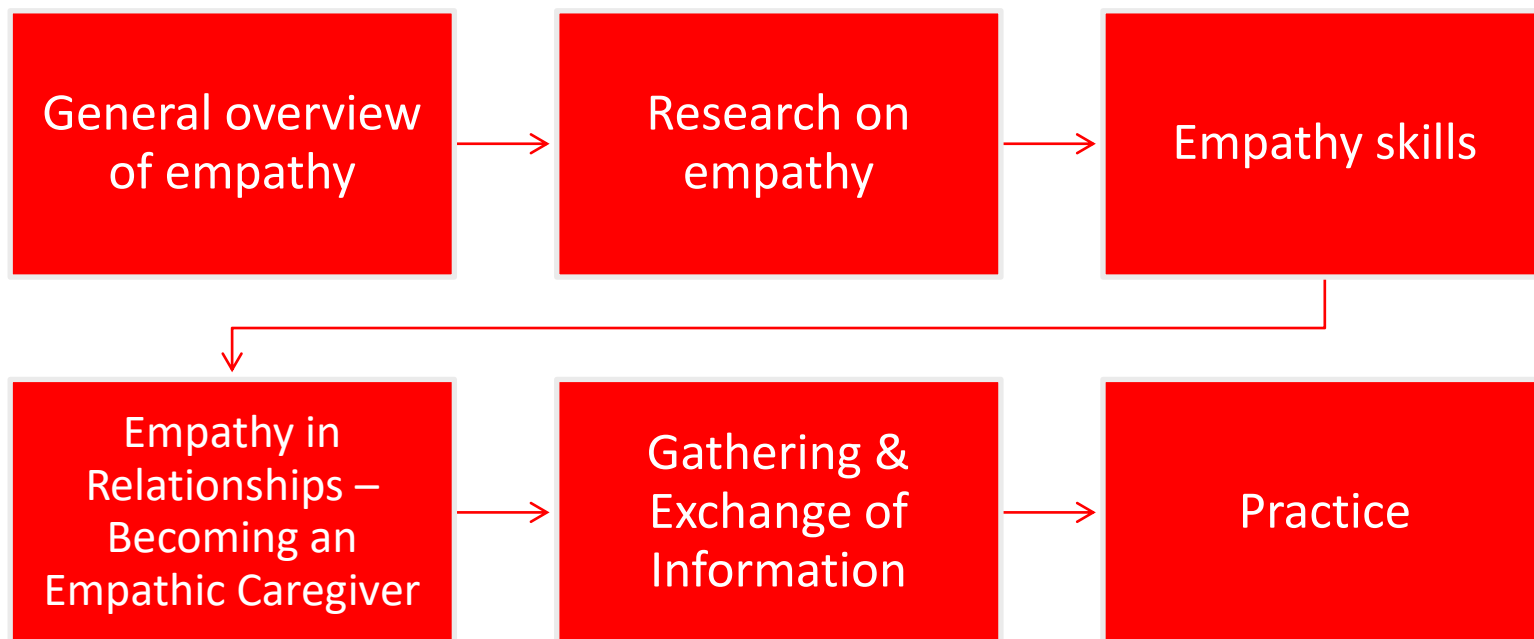 General overview
of empathy
Research on
empathy
Empathy skills
Empathy in
Relationships –
Becoming an
Empathic Caregiver
Gathering &
Exchange of
Information
Practice